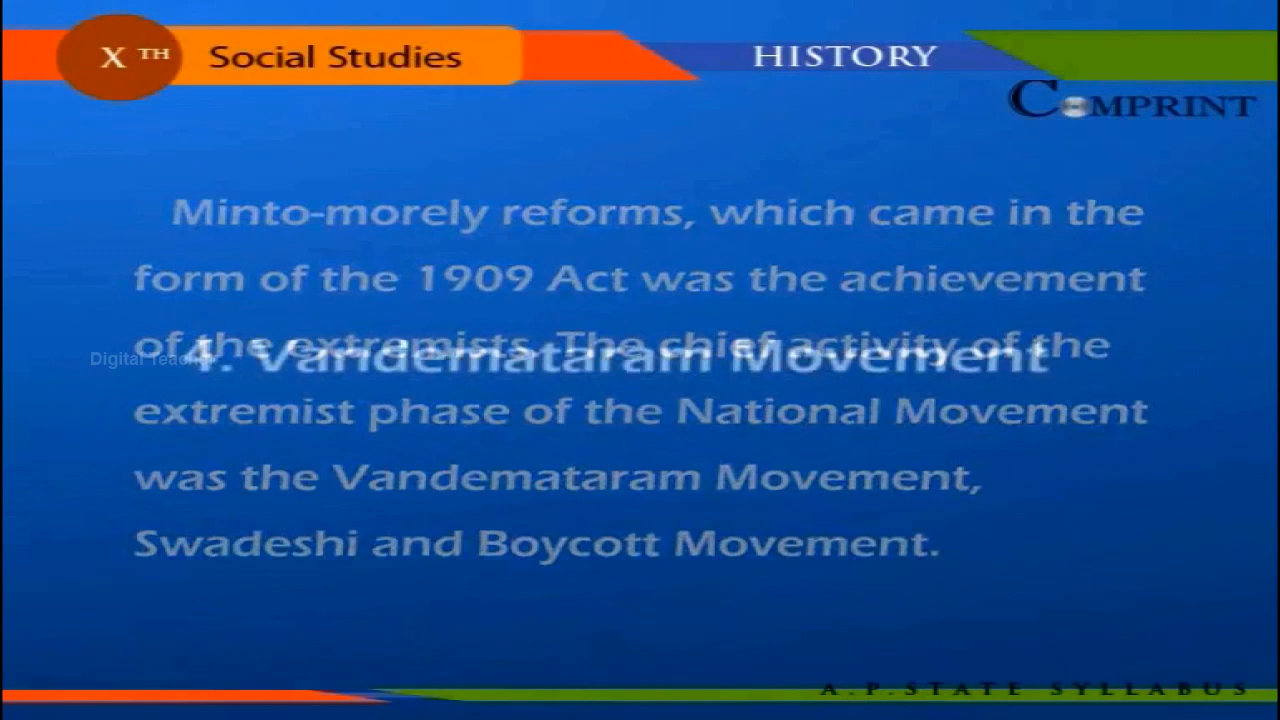 X TH Social Studies HISTORY
COMPRINT
Minto-morely reforms, which came in the
form of the 1909 Act was the achievement
of the extremists. The chief activity of the
4. Vandemataram Movement
Digital Teacher
extremist phase of the National Movement
was the Vandemataram Movement,
Swadeshi and Boycott Movement.
A.P.STATE SYLLABUS